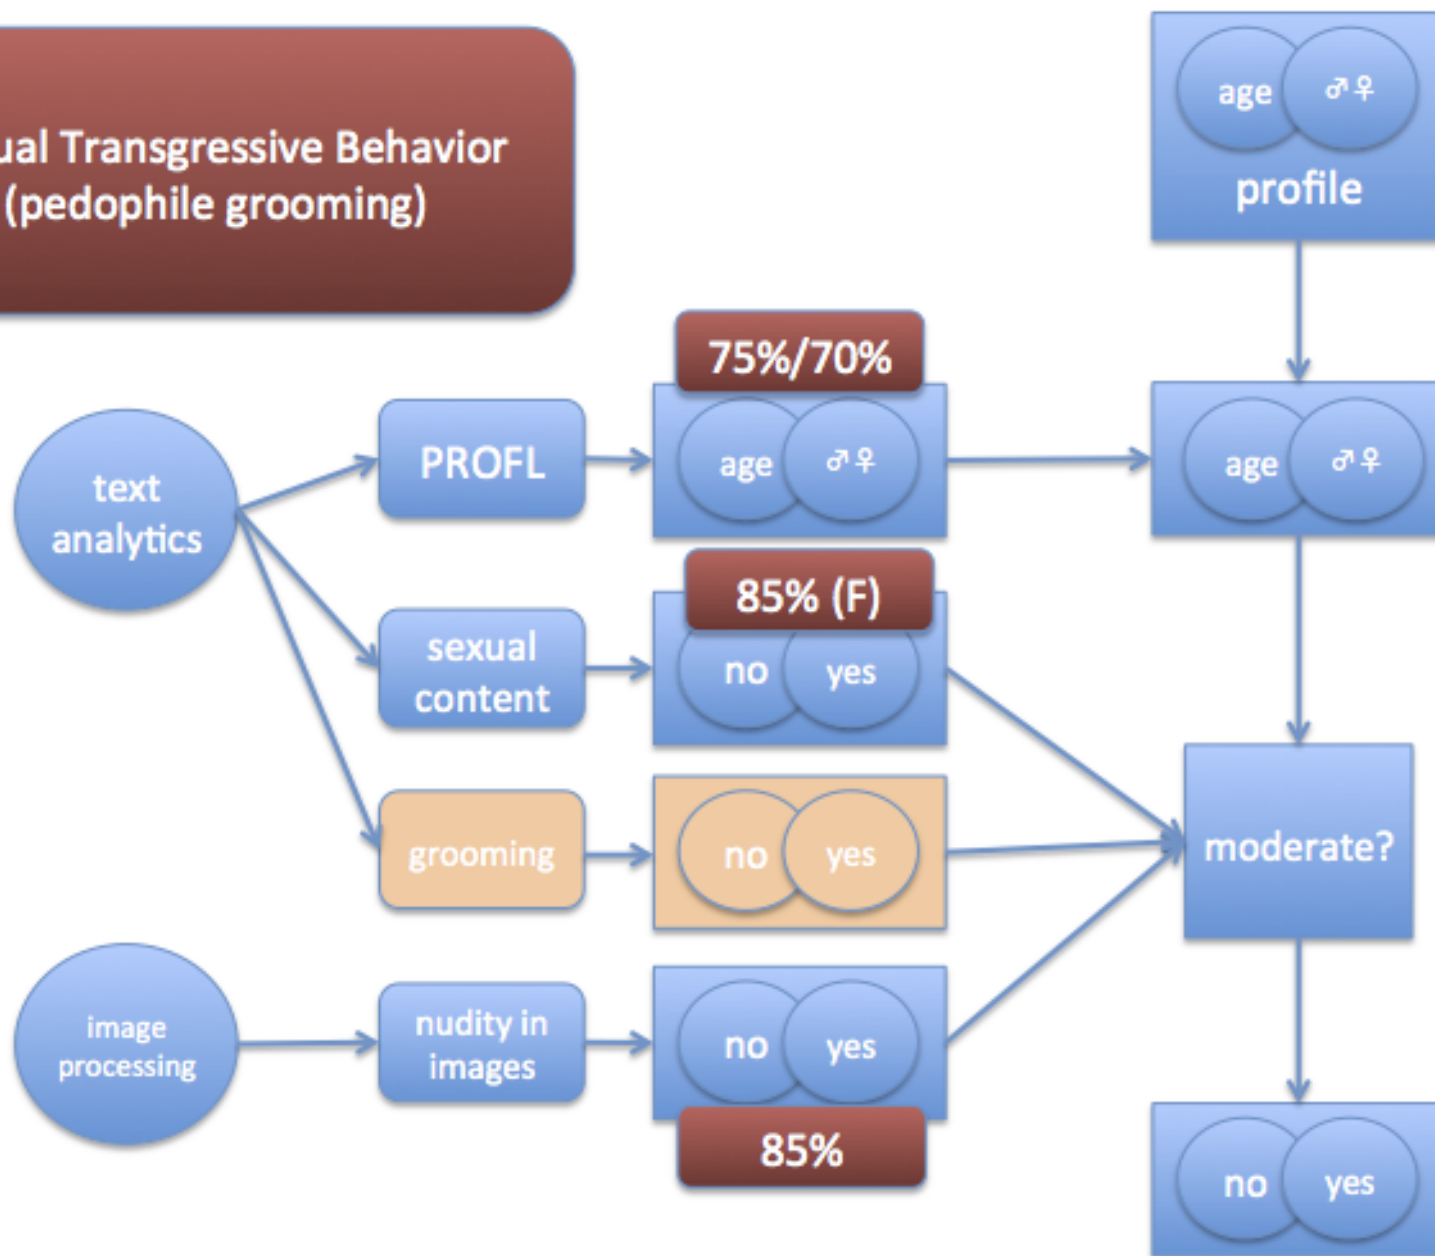 ual Transgressive Behavior
(pedophile grooming)
age ♂♀
profile
75%/70%
text
analytics
PROFL
age ♂♀
age ♂♀
85% (F)
sexual
content
no yes
grooming
no yes
moderate?
image
processing
nudity in
images
no yes
85%
no yes